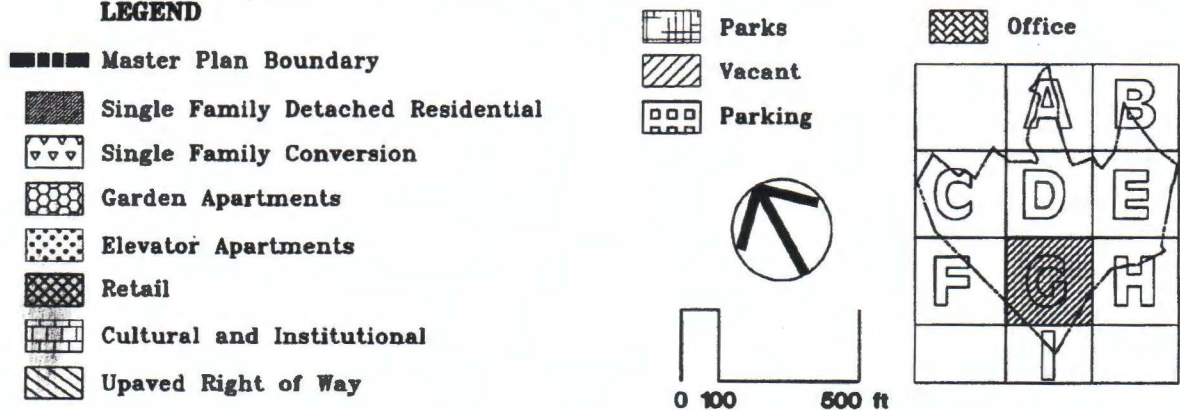 LEGEND
Master Plan Boundary
Single Family Detached Residential
Single Family Conversion
Garden Apartments
Elevator Apartments
Retail
Cultural and Institutional
Upaved Right of Way
Parks
Vacant
Parking
Office
A B
C D E
F G H
I
0 100 500 ft